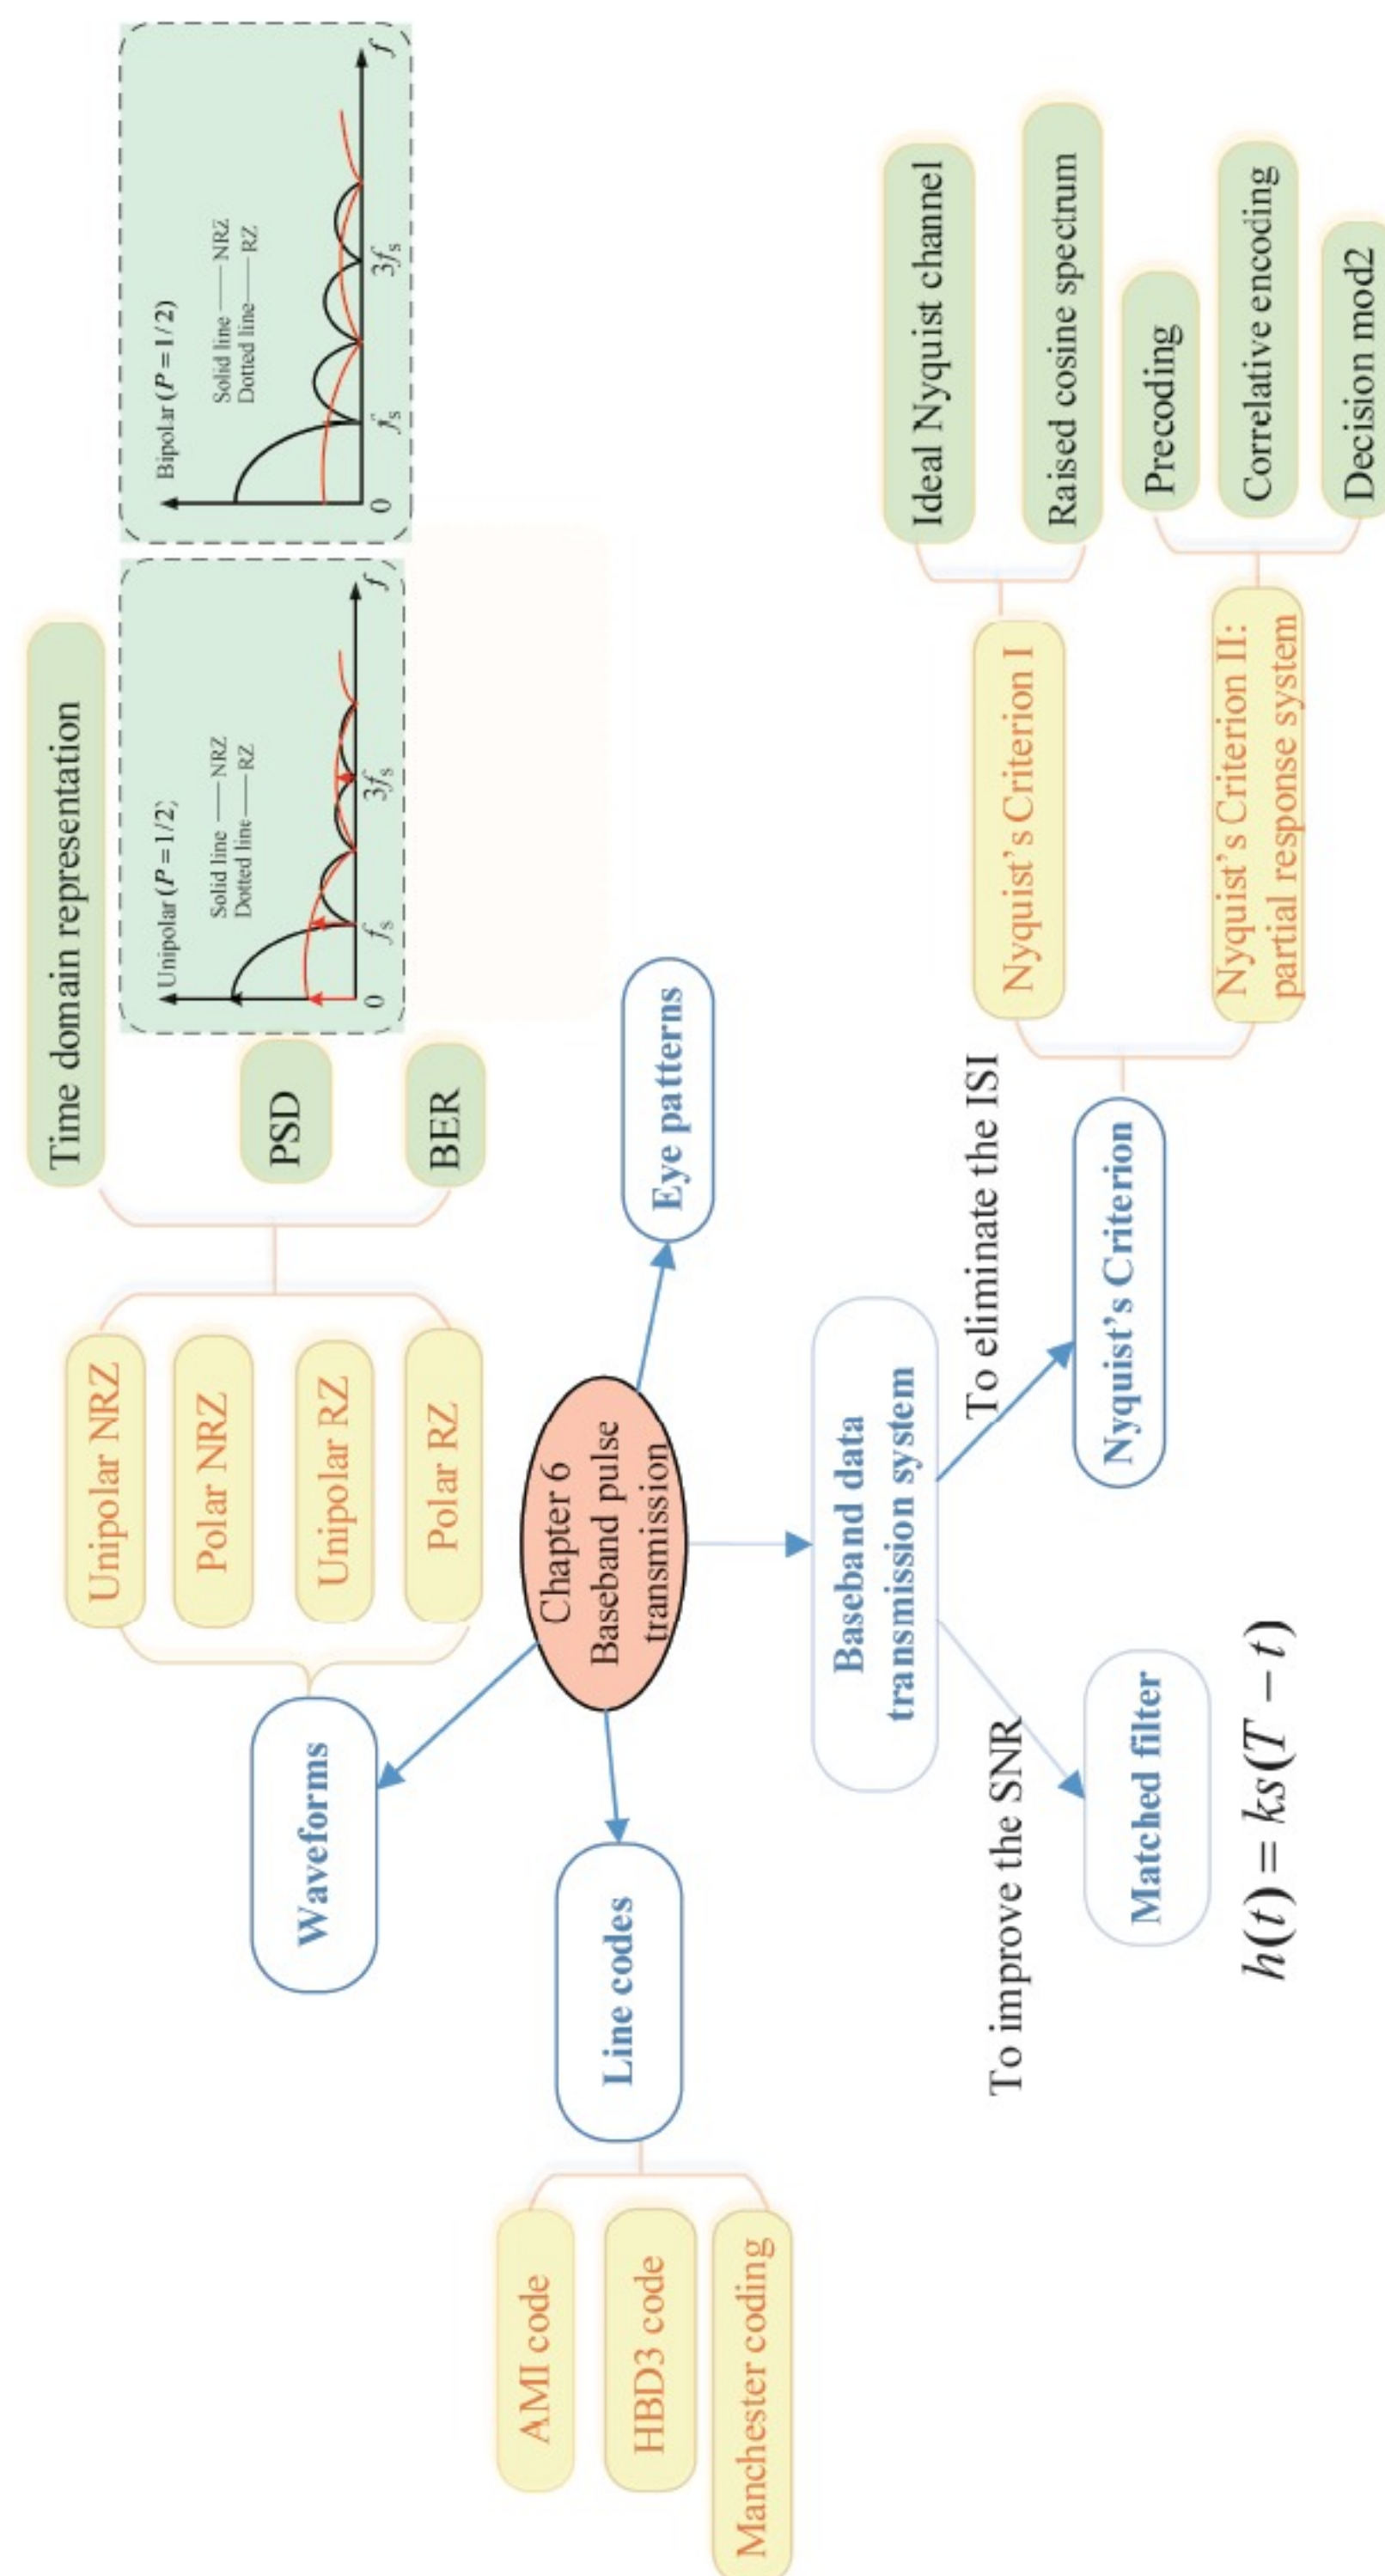 Time domain representation
Unipolar NRZ
Polar NRZ
Unipolar RZ
Polar RZ
PSD
BER
Unipolar (P = 1/2)
Solid line —— NRZ
Dotted line —— RZ
0
fs
3fs
f
Bipolar (P = 1/2)
Solid line —— NRZ
Dotted line —— RZ
0
fs
3fs
f
Waveforms
Chapter 6
Baseband pulse
transmission
Eye patterns
Line codes
AMI code
HBD3 code
Manchester coding
Baseband data
transmission system
To improve the SNR
To eliminate the ISI
Matched filter
h(t) = ks(T − t)
Nyquist's Criterion
Nyquist's Criterion I
Ideal Nyquist channel
Raised cosine spectrum
Nyquist's Criterion II:
partial response system
Precoding
Correlative encoding
Decision mod2